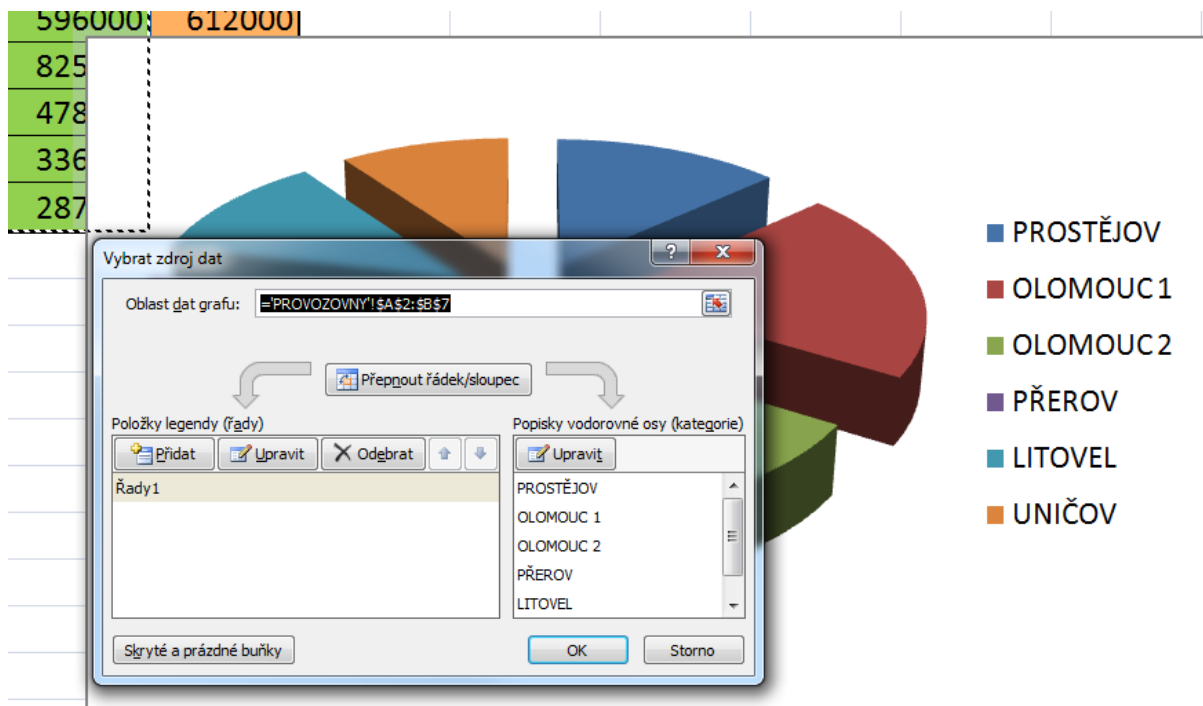 596000 612000
825
478
336
287
Vybrat zdroj dat
?
Oblast dat grafu: ='PROVOZOVNY'!$A$2:$B$7
Přepnout řádek/sloupec
Položky legendy (řady)
Přidat Upravit Odebrat
Řady1
Popisky vodorovné osy (kategorie)
Upravit
PROSTĚJOV
OLOMOUC 1
OLOMOUC 2
PŘEROV
LITOVEL
Skryté a prázdné buňky
OK Storno
PROSTĚJOV
OLOMOUC 1
OLOMOUC 2
PŘEROV
LITOVEL
UNIČOV